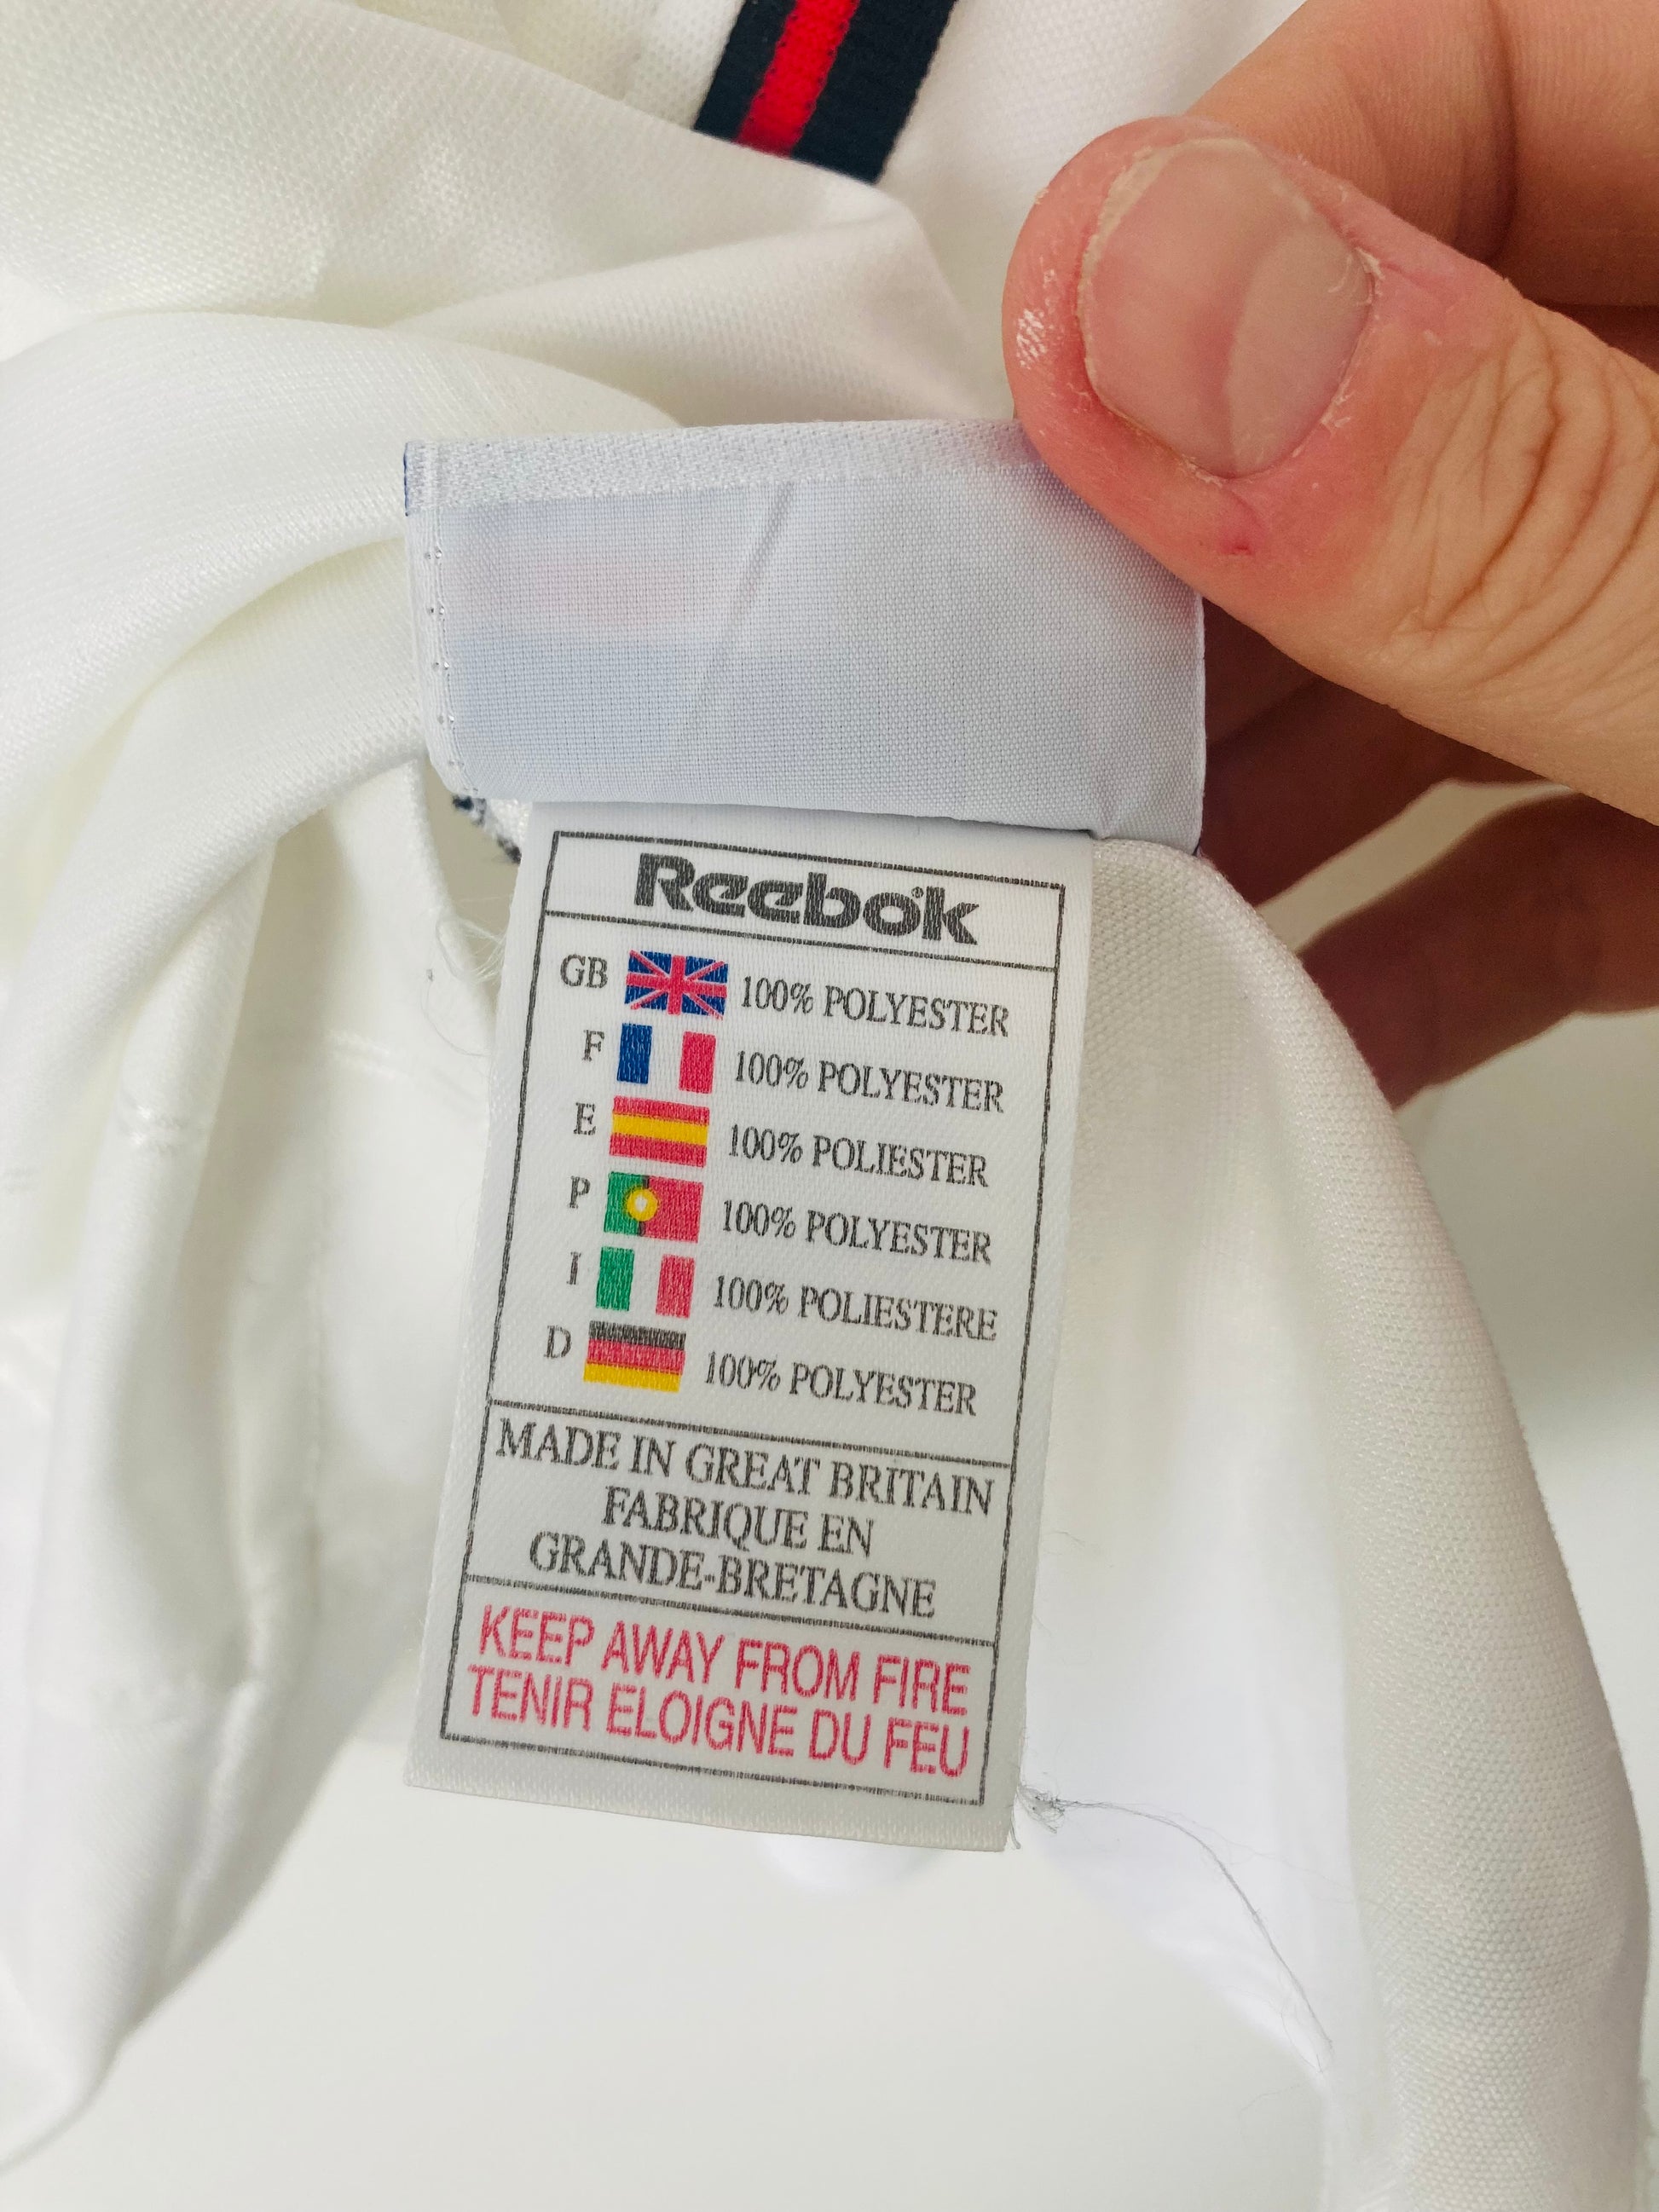 Reebok
GB 100% POLYESTER
F 100% POLYESTER
E 100% POLIESTER
P 100% POLYESTER
I 100% POLIESTERE
D 100% POLYESTER
MADE IN GREAT BRITAIN
FABRIQUE EN
GRANDE-BRETAGNE
KEEP AWAY FROM FIRE
TENIR ELOIGNE DU FEU